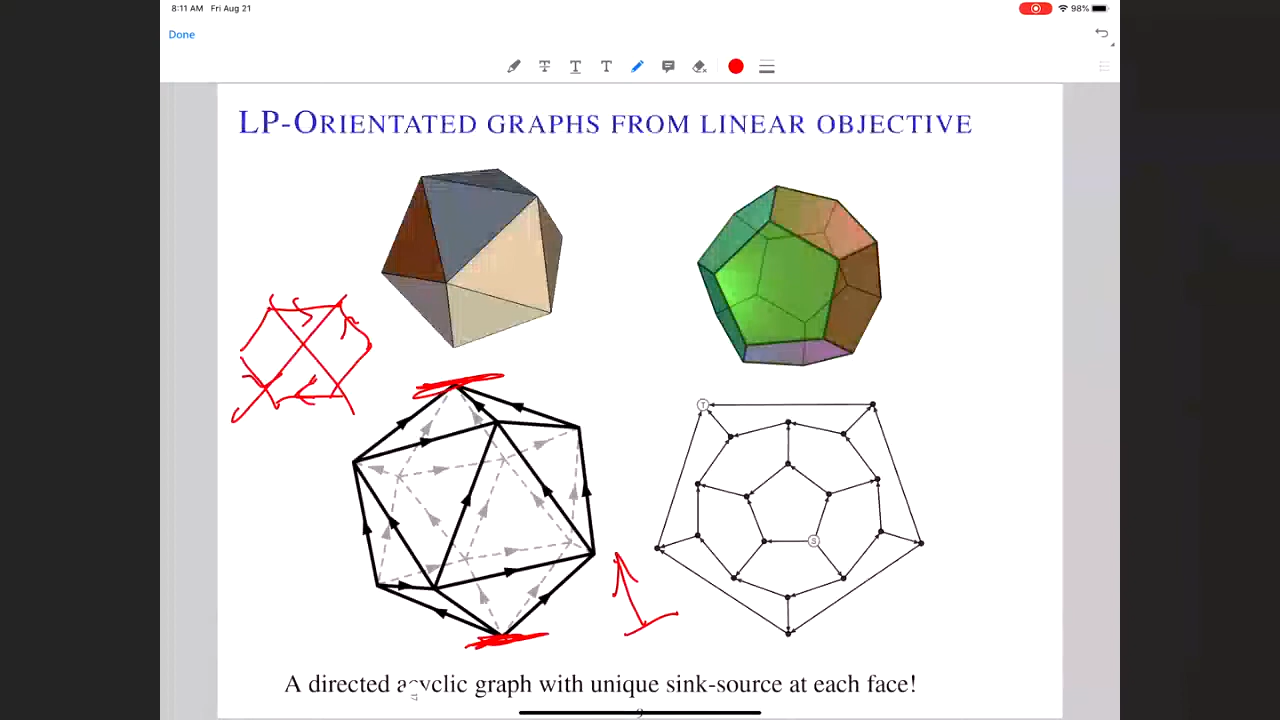 8:11 AM Fri Aug 21
98%
Done
T T T
LP-ORIENTATED GRAPHS FROM LINEAR OBJECTIVE
T
S
A directed acyclic graph with unique sink-source at each face!
9